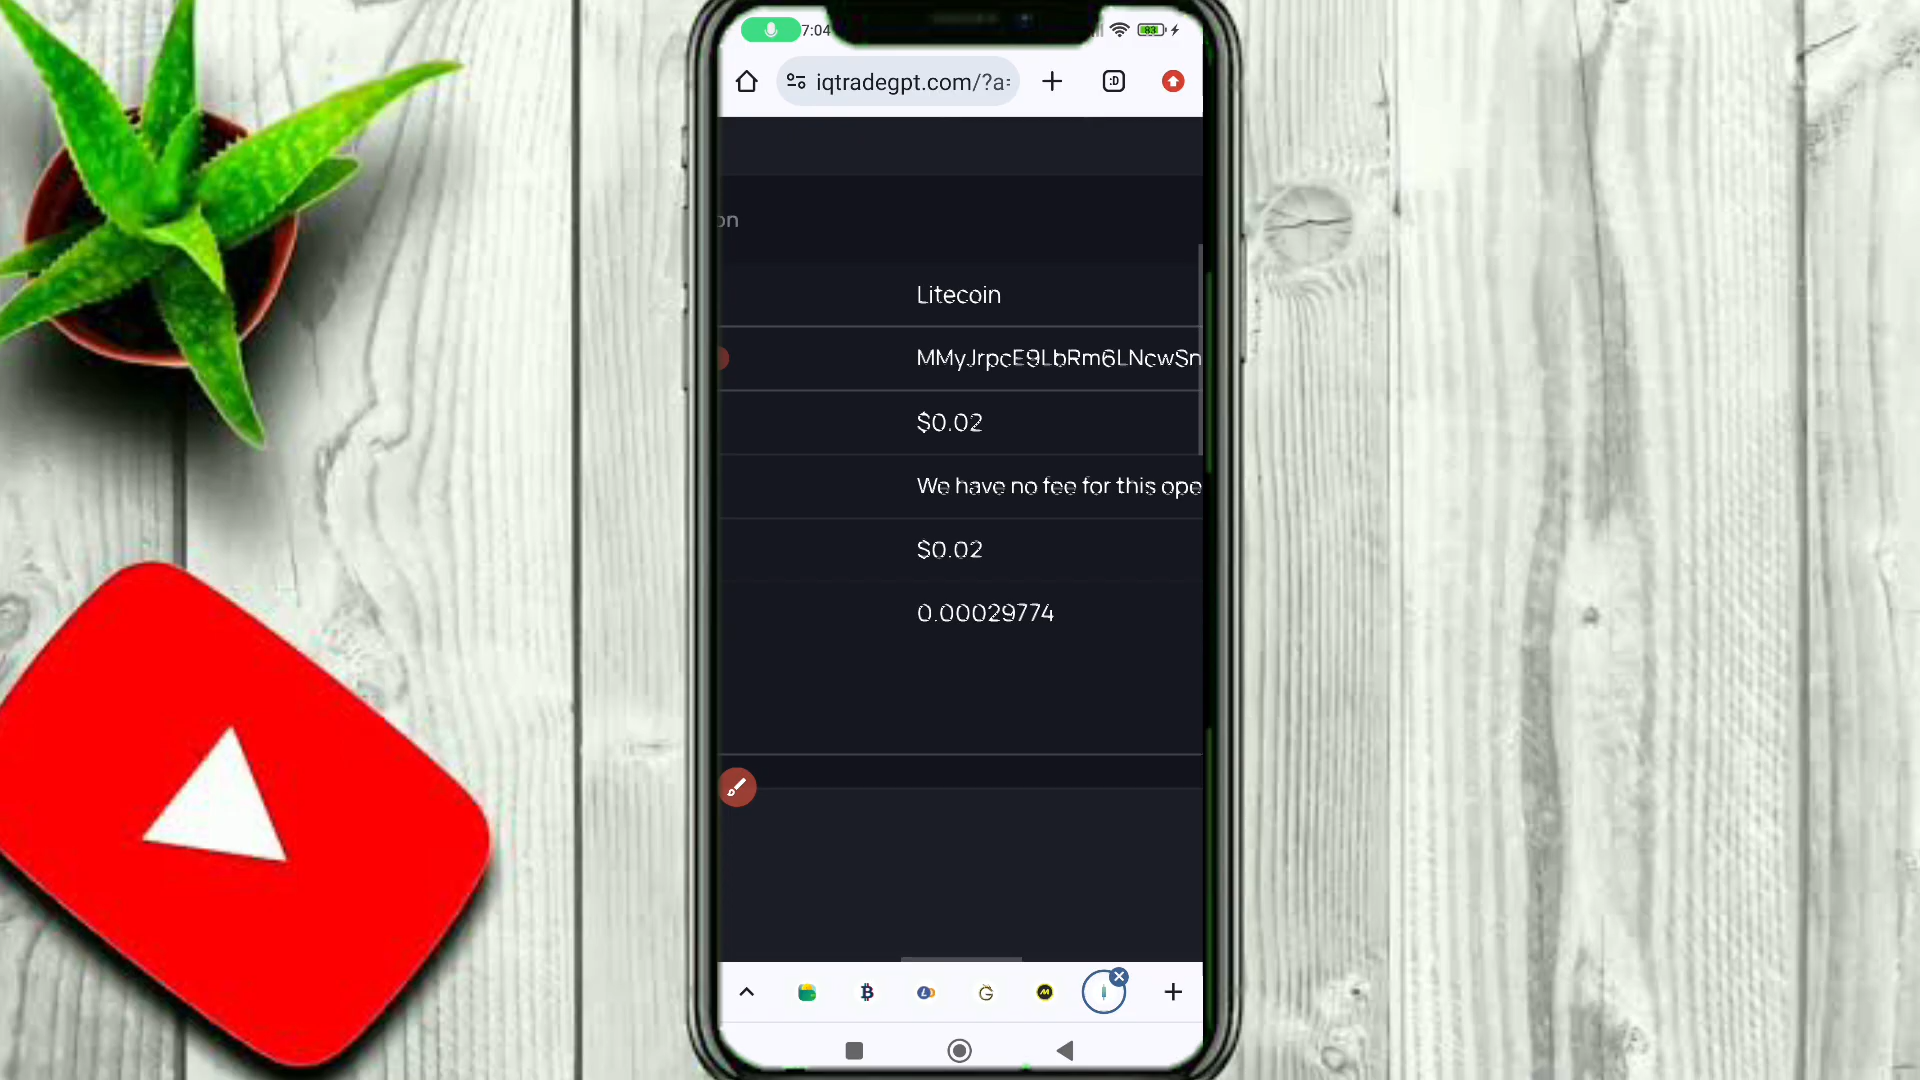 7:04
83
iqtradegpt.com/?a
:D
on
Litecoin
MMyJrpcE9LbRm6LNcwSn
$0.02
We have no fee for this ope
$0.02
0.00029774